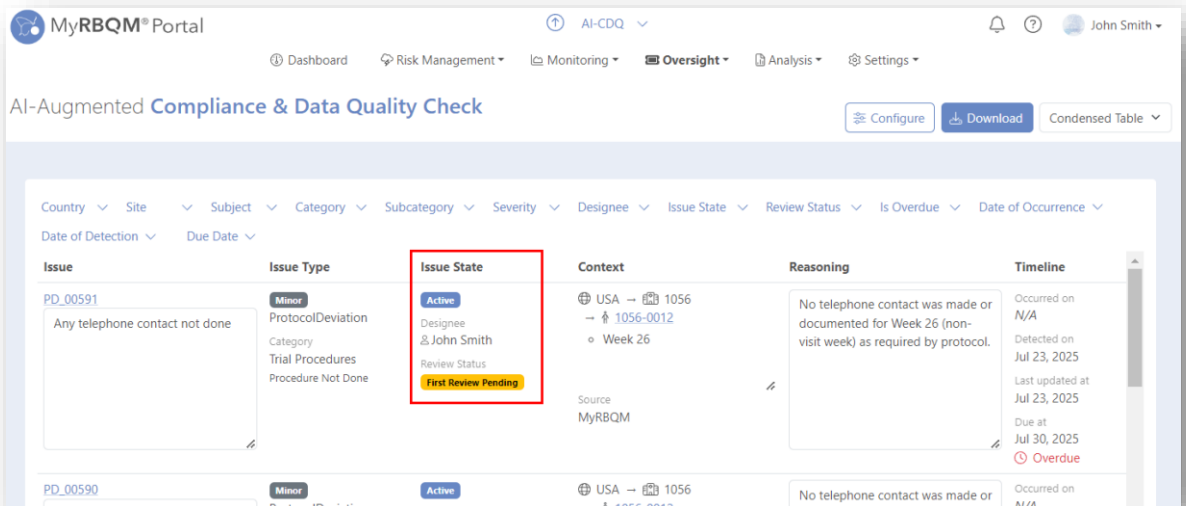 MyRBQM® Portal
AI-CDQ
John Smith
Dashboard Risk Management Monitoring Oversight Analysis Settings
AI-Augmented Compliance & Data Quality Check
Configure Download Condensed Table
Country Site Subject Category Subcategory Severity Designee Issue State Review Status Is Overdue Date of Occurrence
Date of Detection Due Date
Issue Issue Type Issue State Context Reasoning Timeline
PD_00591
Any telephone contact not done
Minor
ProtocolDeviation
Category
Trial Procedures
Procedure Not Done
Active
Designee
John Smith
Review Status
First Review Pending
USA → 1056
→ 1056-0012
Week 26
Source
MyRBQM
No telephone contact was made or
documented for Week 26 (non-
visit week) as required by protocol.
Occurred on
N/A
Detected on
Jul 23, 2025
Last updated at
Jul 23, 2025
Due at
Jul 30, 2025
Overdue
PD_00590
Minor
Active
USA → 1056
No telephone contact was made or
Occurred on